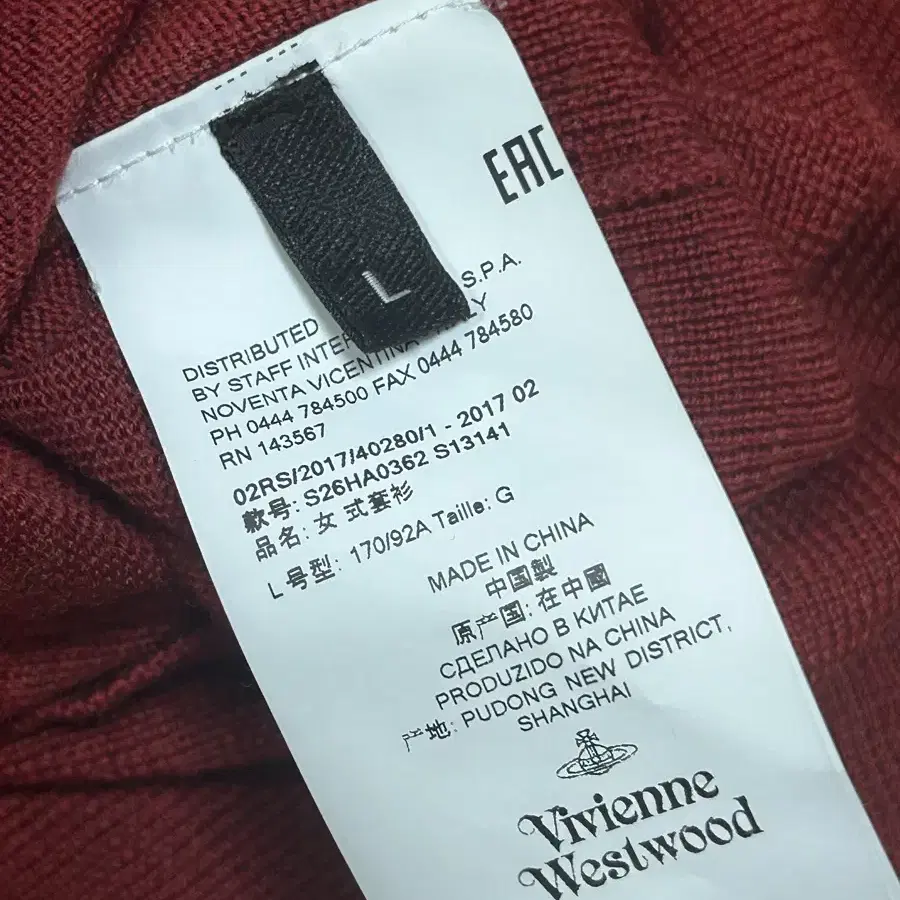 EAC
L
DISTRIBUTED
BY STAFF INTER S.P.A.
NOVENTA VICENTINA ITALY
PH 0444 784500 FAX 0444 784580
RN 143567
02RS/2017/40280/1 - 2017 02
款号: S26HA0362 S13141
品名: 女 式套衫
L 号型: 170/92A Taille: G
MADE IN CHINA
中国製
原产国: 在中國
СДЕЛАНО В КИТАЕ
PRODUZIDO NA CHINA
产地: PUDONG NEW DISTRICT,
SHANGHAI
Vivienne
Westwood